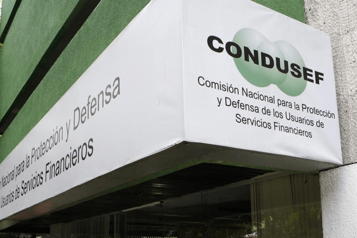 CONDUSEF
Comisión Nacional para la Protección
y Defensa de los Usuarios de
Servicios Financieros
Nacional para la Protección y Defensa
Usuarios de Servicios Financieros